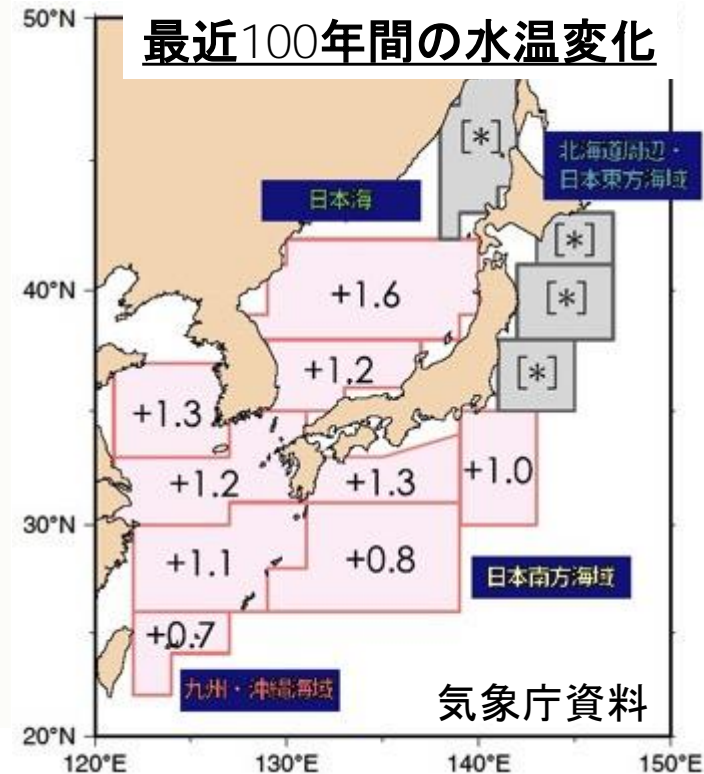 50°N
最近100年間の水温変化
[*]
北海道周辺・
日本東方海域
日本海
[*]
40°N
+1.6
[*]
+1.2
[*]
+1.3
+1.2
+1.3
+1.0
30°N
+1.1
+0.8
日本南方海域
+0.7
九州・沖縄海域
気象庁資料
20°N
120°E
130°E
140°E
150°E